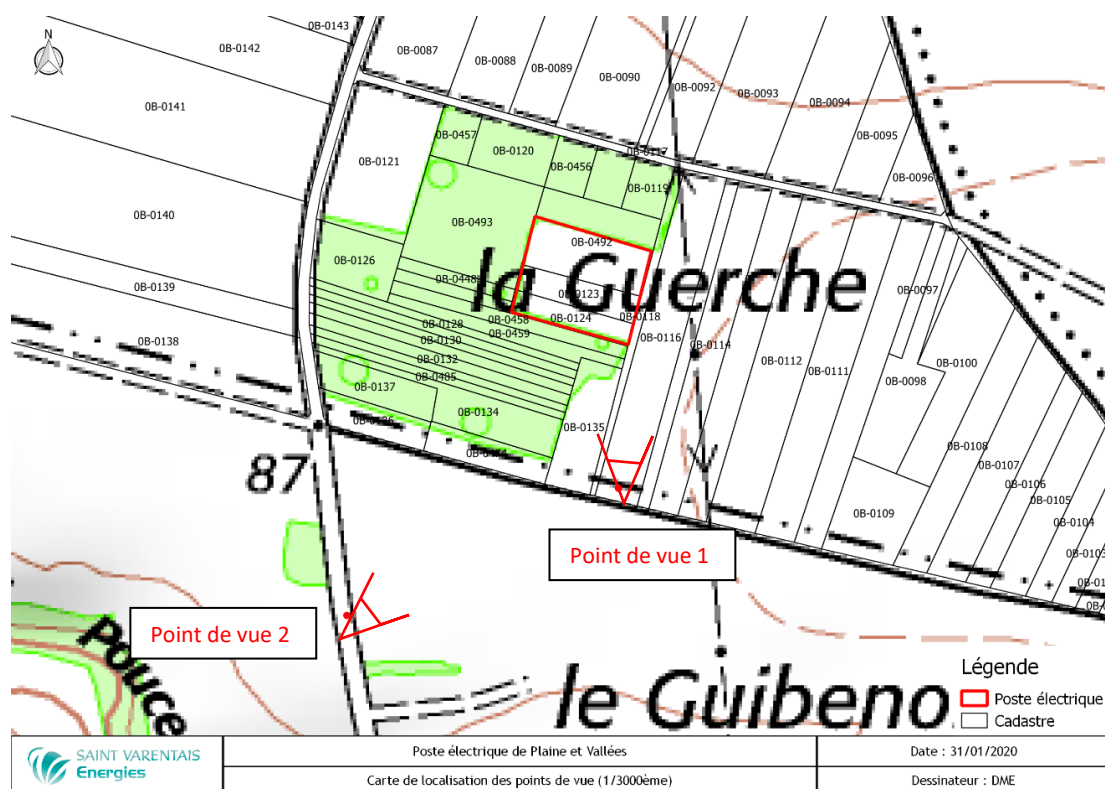 N
0B-0143
0B-0142
0B-0087
0B-0088
0B-0089
0B-0090
0B-0092
0B-0093
0B-0094
0B-0141
0B-0095
0B-0457
0B-0120
0B-0117
0B-0121
0B-0456
0B-0096
0B-0119
0B-0140
0B-0493
0B-0492
0B-0126
la Guerche
0B-0448
0B-0123
0B-0097
0B-0139
0B-0458
0B-0124
0B-0118
0B-0128
0B-0459
0B-0116
0B-0138
0B-0130
0B-0114
0B-0132
0B-0112
0B-0100
0B-0485
0B-0111
0B-0098
0B-0137
0B-0134
0B-0135
0B-0108
87
0B-0107
0B-0106
0B-0105
0B-0109
0B-0104
0B-0103
Point de vue 1
0B-01
0B-0
Point de vue 2
Pouce
le Guibeno
Légende
Poste électrique
Cadastre
SAINT VARENTAIS
Energies
Poste électrique de Plaine et Vallées
Date : 31/01/2020
Carte de localisation des points de vue (1/3000ème)
Dessinateur : DME